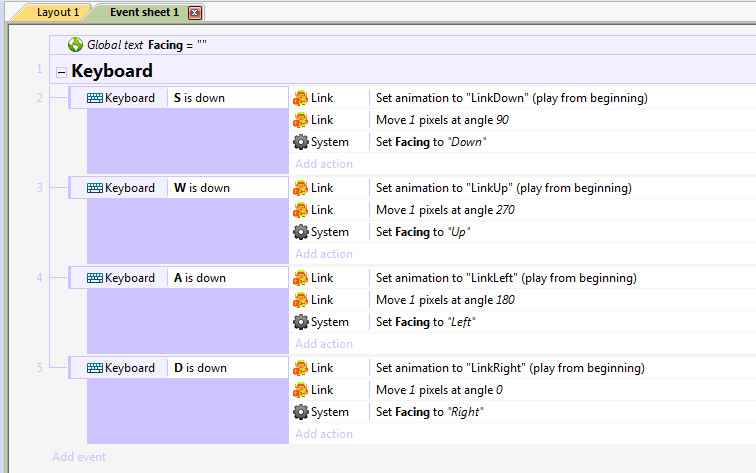 Layout 1 Event sheet 1
Global text Facing = ""
1 Keyboard
2 Keyboard S is down Link Set animation to "LinkDown" (play from beginning)
Link Move 1 pixels at angle 90
System Set Facing to "Down"
Add action
3 Keyboard W is down Link Set animation to "LinkUp" (play from beginning)
Link Move 1 pixels at angle 270
System Set Facing to "Up"
Add action
4 Keyboard A is down Link Set animation to "LinkLeft" (play from beginning)
Link Move 1 pixels at angle 180
System Set Facing to "Left"
Add action
5 Keyboard D is down Link Set animation to "LinkRight" (play from beginning)
Link Move 1 pixels at angle 0
System Set Facing to "Right"
Add action
Add event